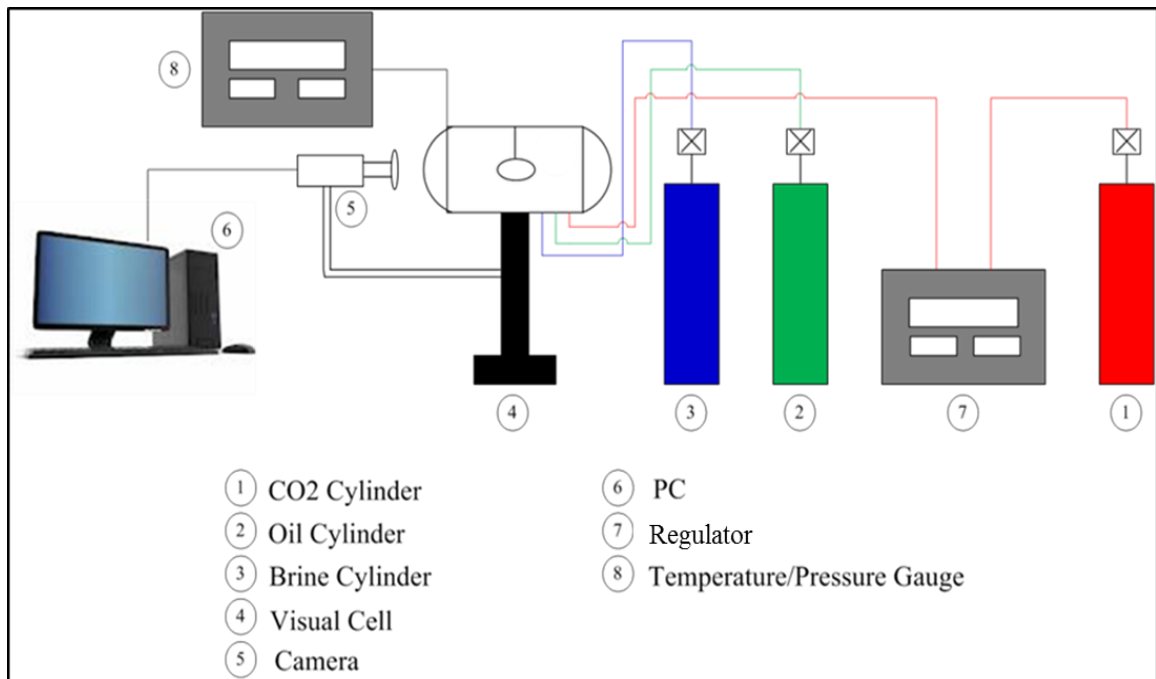 8
5
6
4
3
2
7
1
1 CO2 Cylinder
2 Oil Cylinder
3 Brine Cylinder
4 Visual Cell
5 Camera
6 PC
7 Regulator
8 Temperature/Pressure Gauge